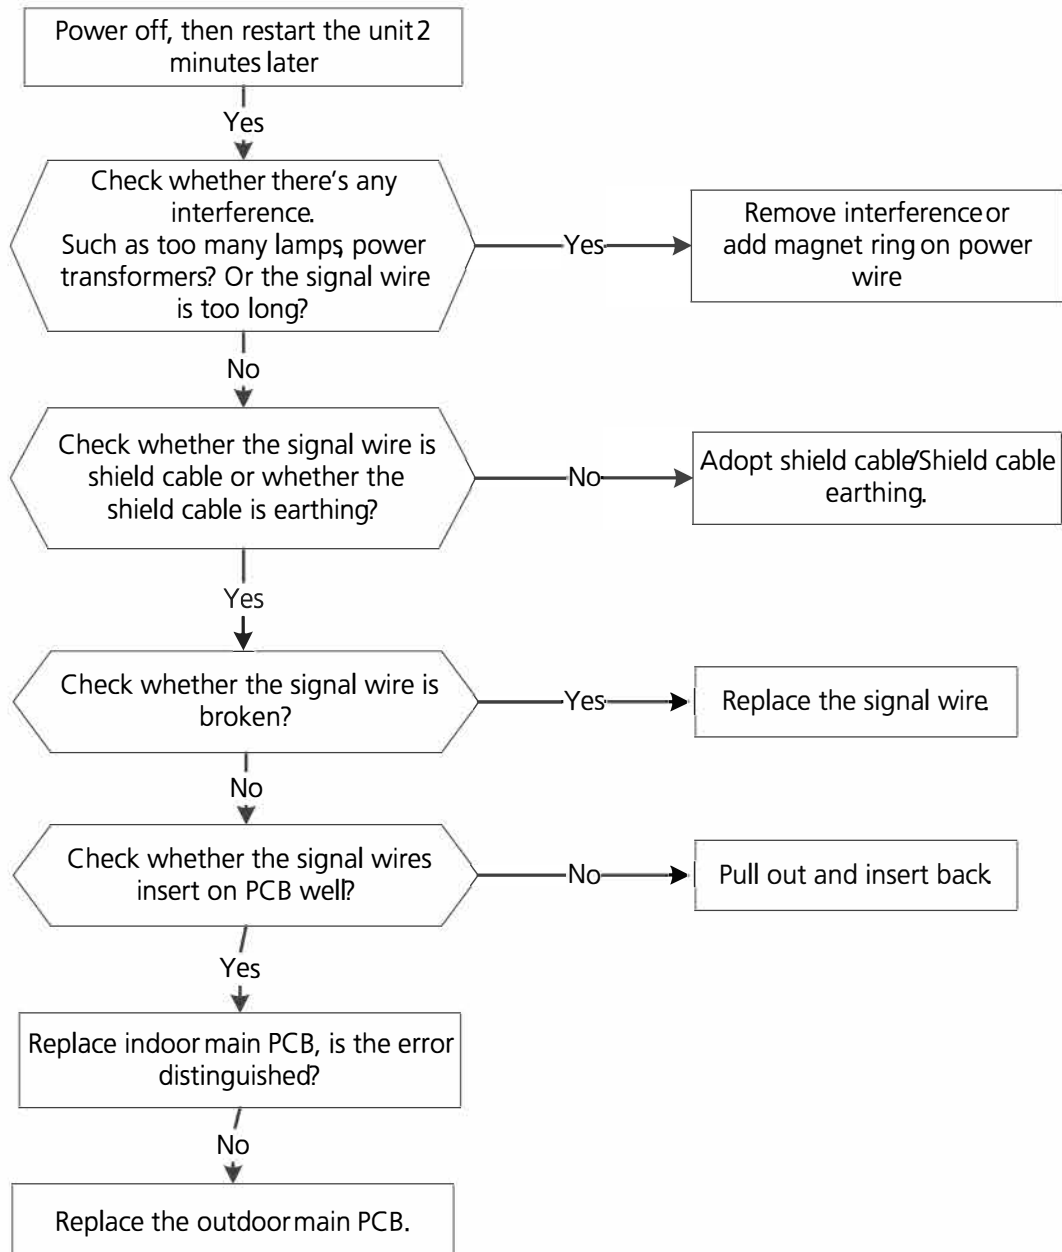 Power off, then restart the unit 2
minutes later
Yes
Check whether there's any
interference.
Such as too many lamps, power
transformers? Or the signal wire
is too long?
Yes
Remove interference or
add magnet ring on power
wire
No
Check whether the signal wire is
shield cable or whether the
shield cable is earthing?
No
Adopt shield cable/Shield cable
earthing.
Yes
Check whether the signal wire is
broken?
Yes
Replace the signal wire.
No
Check whether the signal wires
insert on PCB well?
No
Pull out and insert back.
Yes
Replace indoor main PCB, is the error
distinguished?
No
Replace the outdoor main PCB.